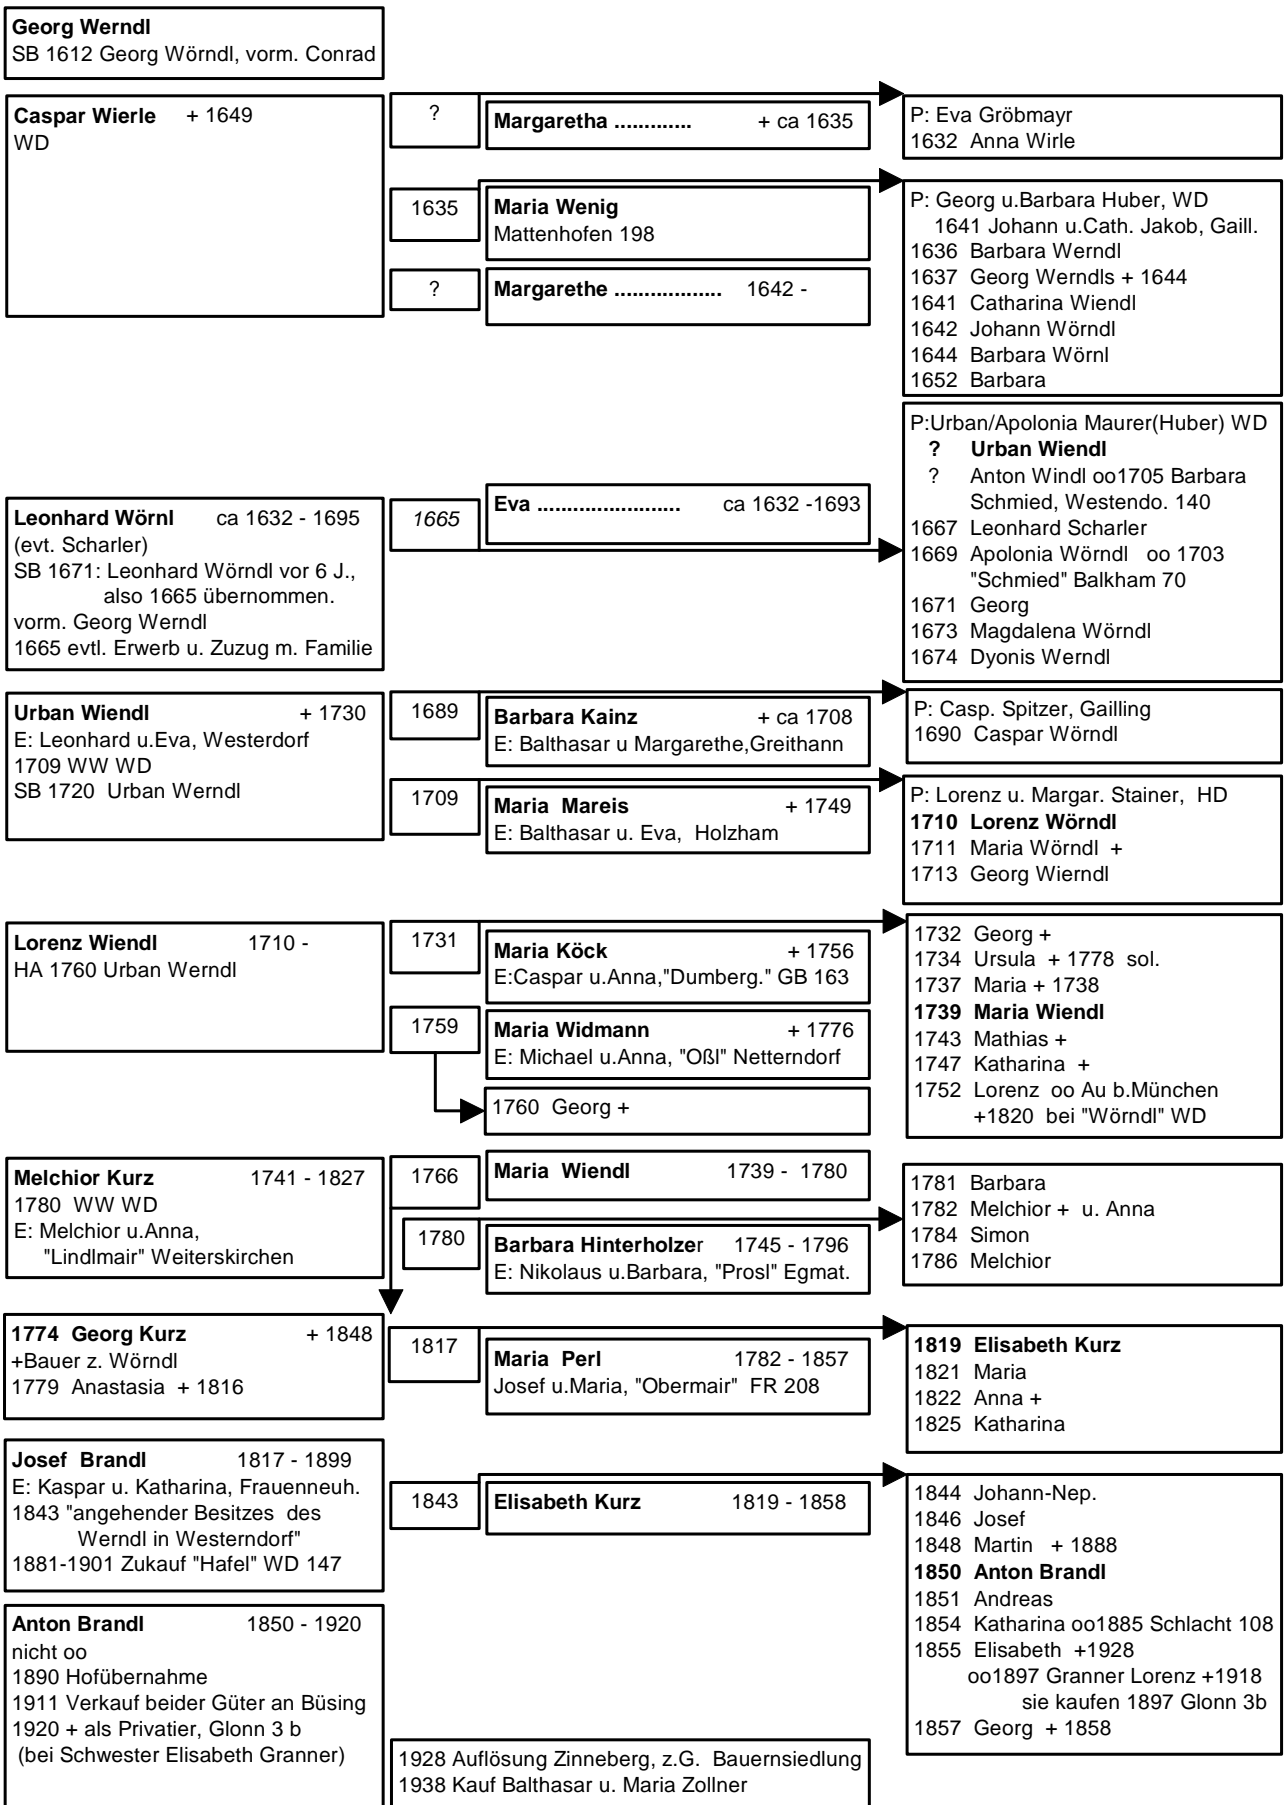 Georg Werndl
SB 1612 Georg Wörndl, vorm. Conrad
Caspar Wierle + 1649
WD
?
Margaretha ............. + ca 1635
P: Eva Gröbmayr
1632 Anna Wirle
1635
Maria Wenig
Mattenhofen 198
?
Margarethe .................. 1642 -
P: Georg u.Barbara Huber, WD
1641 Johann u.Cath. Jakob, Gaill.
1636 Barbara Werndl
1637 Georg Werndls + 1644
1641 Catharina Wiendl
1642 Johann Wörndl
1644 Barbara Wörnl
1652 Barbara
Leonhard Wörnl ca 1632 - 1695
(evt. Scharler)
SB 1671: Leonhard Wörndl vor 6 J.,
also 1665 übernommen.
vorm. Georg Werndl
1665 evtl. Erwerb u. Zuzug m. Familie
1665
Eva ....................... ca 1632 -1693
P:Urban/Apolonia Maurer(Huber) WD
? Urban Wiendl
? Anton Windl oo1705 Barbara
Schmied, Westendo. 140
1667 Leonhard Scharler
1669 Apolonia Wörndl oo 1703
"Schmied" Balkham 70
1671 Georg
1673 Magdalena Wörndl
1674 Dyonis Werndl
Urban Wiendl + 1730
E: Leonhard u.Eva, Westerdorf
1709 WW WD
SB 1720 Urban Werndl
1689
Barbara Kainz + ca 1708
E: Balthasar u Margarethe,Greithann
P: Casp. Spitzer, Gailling
1690 Caspar Wörndl
1709
Maria Mareis + 1749
E: Balthasar u. Eva, Holzham
P: Lorenz u. Margar. Stainer, HD
1710 Lorenz Wörndl
1711 Maria Wörndl +
1713 Georg Wierndl
Lorenz Wiendl 1710 -
HA 1760 Urban Werndl
1731
Maria Köck + 1756
E:Caspar u.Anna,"Dumberg." GB 163
1759
Maria Widmann + 1776
E: Michael u.Anna, "Oßl" Netterndorf
1760 Georg +
1732 Georg +
1734 Ursula + 1778 sol.
1737 Maria + 1738
1739 Maria Wiendl
1743 Mathias +
1747 Katharina +
1752 Lorenz oo Au b.München
+1820 bei "Wörndl" WD
Melchior Kurz 1741 - 1827
1780 WW WD
E: Melchior u.Anna,
"Lindlmair" Weiterskirchen
1766
Maria Wiendl 1739 - 1780
1780
Barbara Hinterholzer 1745 - 1796
E: Nikolaus u.Barbara, "Prosl" Egmat.
1781 Barbara
1782 Melchior + u. Anna
1784 Simon
1786 Melchior
1774 Georg Kurz + 1848
+Bauer z. Wörndl
1779 Anastasia + 1816
1817
Maria Perl 1782 - 1857
Josef u.Maria, "Obermair" FR 208
1819 Elisabeth Kurz
1821 Maria
1822 Anna +
1825 Katharina
Josef Brandl 1817 - 1899
E: Kaspar u. Katharina, Frauenneuh.
1843 "angehender Besitzes des
Werndl in Westerndorf"
1881-1901 Zukauf "Hafel" WD 147
1843
Elisabeth Kurz 1819 - 1858
1844 Johann-Nep.
1846 Josef
1848 Martin + 1888
1850 Anton Brandl
1851 Andreas
1854 Katharina oo1885 Schlacht 108
1855 Elisabeth +1928
oo1897 Granner Lorenz +1918
sie kaufen 1897 Glonn 3b
1857 Georg + 1858
Anton Brandl 1850 - 1920
nicht oo
1890 Hofübernahme
1911 Verkauf beider Güter an Büsing
1920 + als Privatier, Glonn 3 b
(bei Schwester Elisabeth Granner)
1928 Auflösung Zinneberg, z.G. Bauernsiedlung
1938 Kauf Balthasar u. Maria Zollner